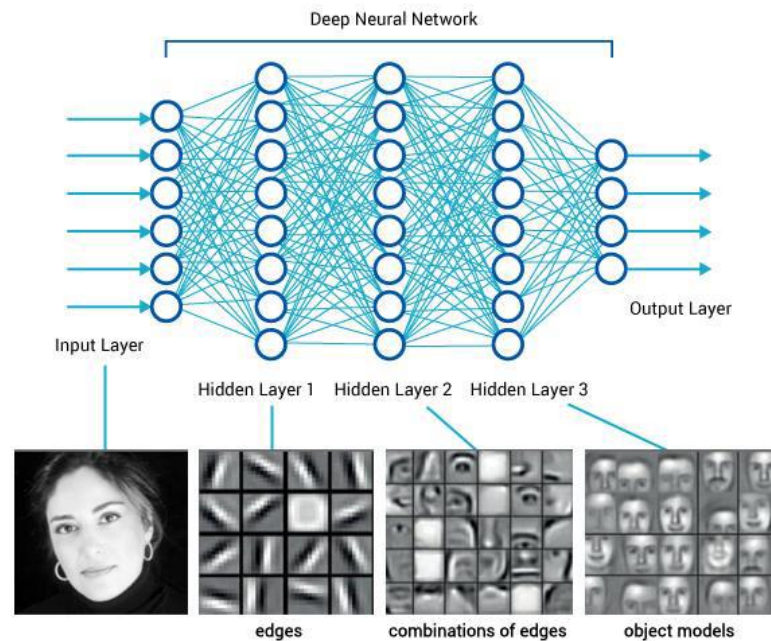 Deep Neural Network
Output Layer
Input Layer
Hidden Layer 1
Hidden Layer 2
Hidden Layer 3
edges
combinations of edges
object models